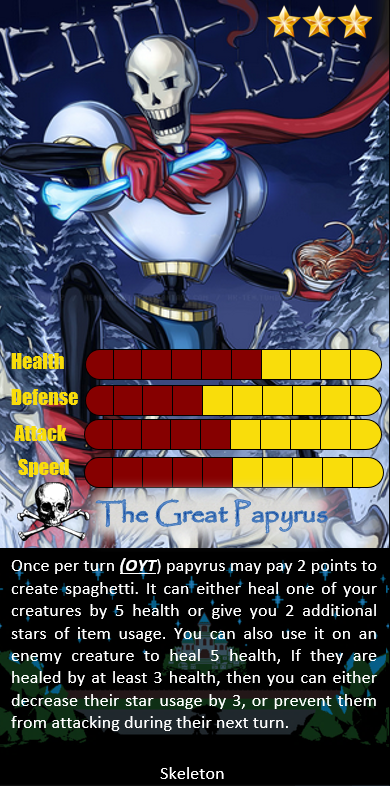 COOL
DUDE
Health
Defense
Attack
Speed
The Great Papyrus
Once per turn (OYT) papyrus may pay 2 points to
create spaghetti. It can either heal one of your
creatures by 5 health or give you 2 additional
stars of item usage. You can also use it on an
enemy creature to heal 5 health, If they are
healed by at least 3 health, then you can either
decrease their star usage by 3, or prevent them
from attacking during their next turn.
Skeleton